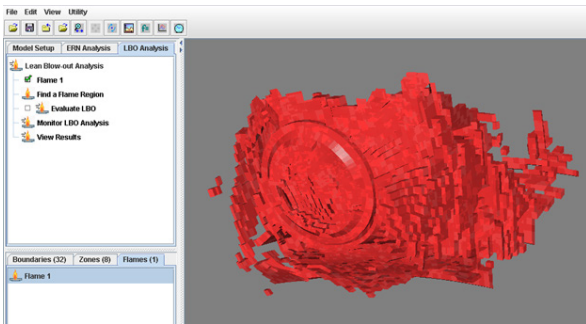 File Edit View Utility
Model Setup ERN Analysis LBO Analysis
Lean Blow-out Analysis
Flame 1
Find a Flame Region
Evaluate LBO
Monitor LBO Analysis
View Results
Boundaries (32) Zones (8) Flames (1)
Flame 1